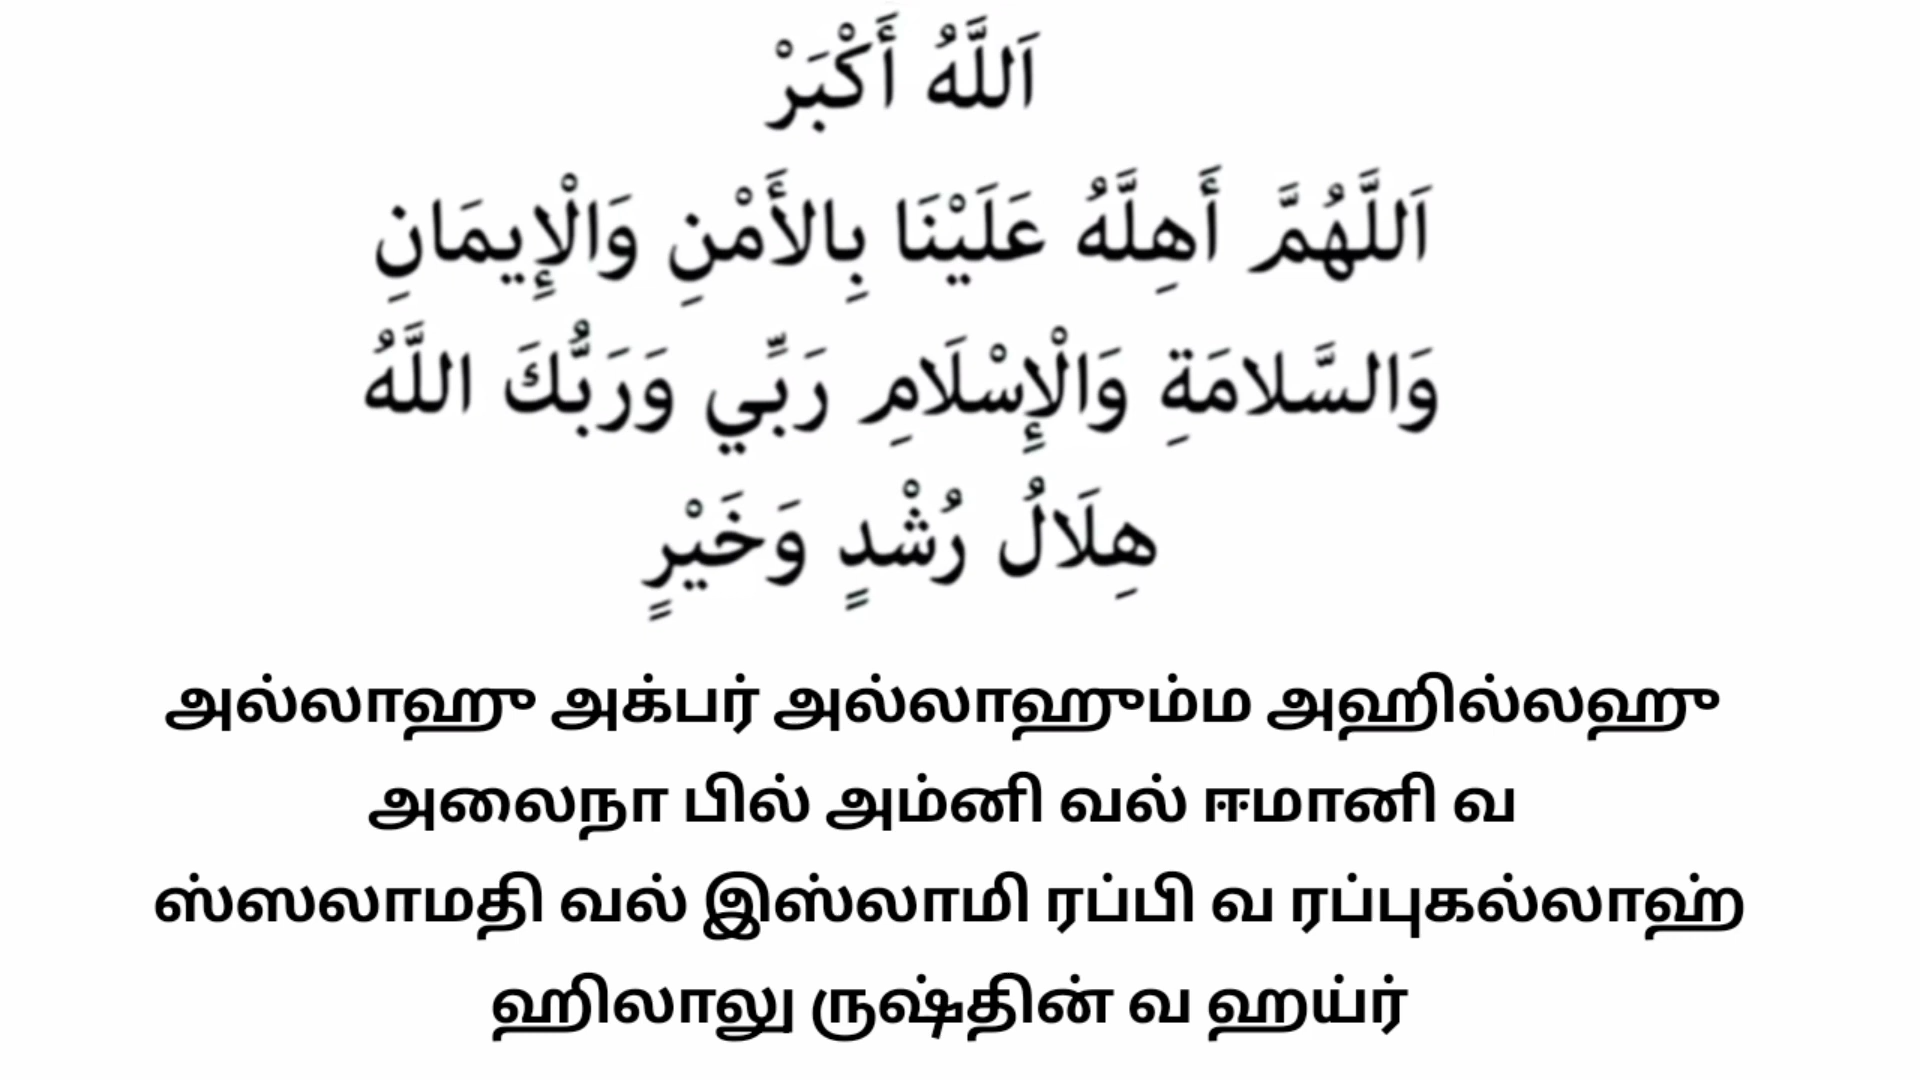 اَللَّهُ أَكْبَرْ
اَللَّهُمَّ أَهِلَّهُ عَلَيْنَا بِالأَمْنِ وَالْإِيمَانِ
وَالسَّلامَةِ وَالْإِسْلَامِ رَبِّي وَرَبُّكَ اللَّهُ
هِلَالُ رُشْدٍ وَخَيْرٍ
அல்லாஹு அக்பர் அல்லாஹும்ம அஹில்லஹு
அலைநா பில் அம்னி வல் ஈமானி வ
ஸ்ஸலாமதி வல் இஸ்லாமி ரப்பி வ ரப்புகல்லாஹ்
ஹிலாலு ருஷ்தின் வ ஹய்ர்